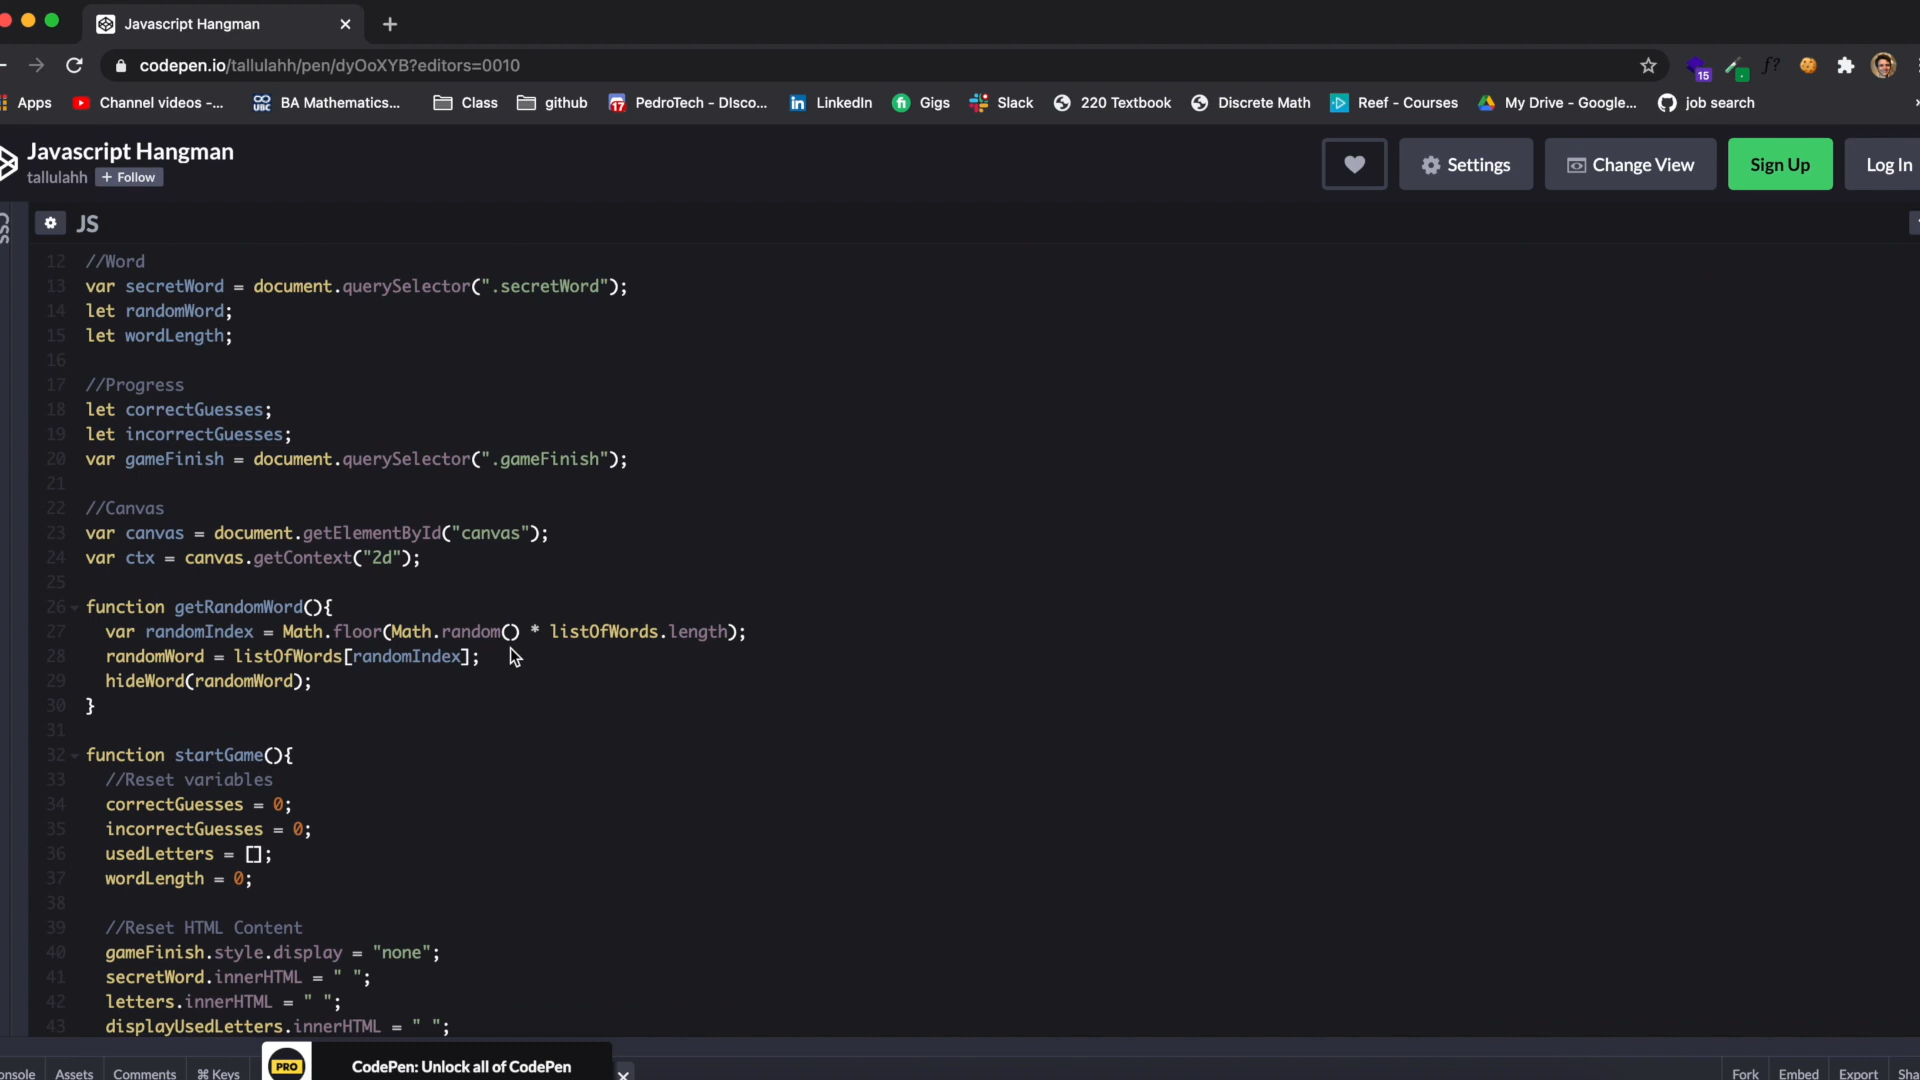 Javascript Hangman
codepen.io/tallulahh/pen/dyOoXYB?editors=0010
15
f?
Apps
Channel videos -...
BA Mathematics...
Class
github
17
PedroTech - DIsco...
LinkedIn
Gigs
Slack
220 Textbook
Discrete Math
Reef - Courses
My Drive - Google...
job search
Javascript Hangman
tallulahh
+ Follow
Settings
Change View
Sign Up
Log In
CSS
JS
12 //Word
13 var secretWord = document.querySelector(".secretWord");
14 let randomWord;
15 let wordLength;
16
17 //Progress
18 let correctGuesses;
19 let incorrectGuesses;
20 var gameFinish = document.querySelector(".gameFinish");
21
22 //Canvas
23 var canvas = document.getElementById("canvas");
24 var ctx = canvas.getContext("2d");
25
26 function getRandomWord(){
27 var randomIndex = Math.floor(Math.random() * listOfWords.length);
28 randomWord = listOfWords[randomIndex];
29 hideWord(randomWord);
30 }
31
32 function startGame(){
33 //Reset variables
34 correctGuesses = 0;
35 incorrectGuesses = 0;
36 usedLetters = [];
37 wordLength = 0;
38
39 //Reset HTML Content
40 gameFinish.style.display = "none";
41 secretWord.innerHTML = " ";
42 letters.innerHTML = " ";
43 displayUsedLetters.innerHTML = " ";
onsole
Assets
Comments
⌘ Keys
PRO
CodePen: Unlock all of CodePen
Fork
Embed
Export
Sha